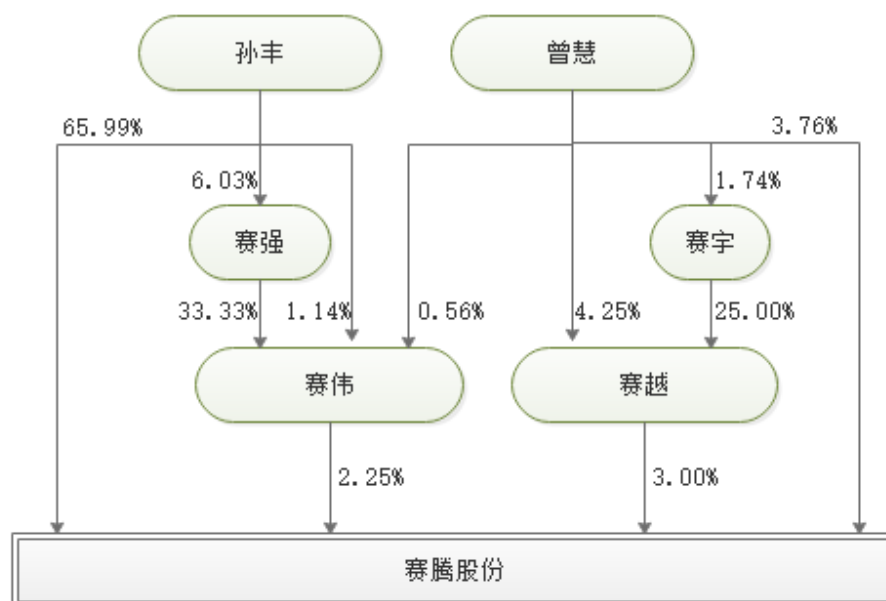 孙丰
曾慧
65.99%
3.76%
6.03%
1.74%
赛强
赛宇
33.33%
1.14%
0.56%
4.25%
25.00%
赛伟
赛越
2.25%
3.00%
赛腾股份